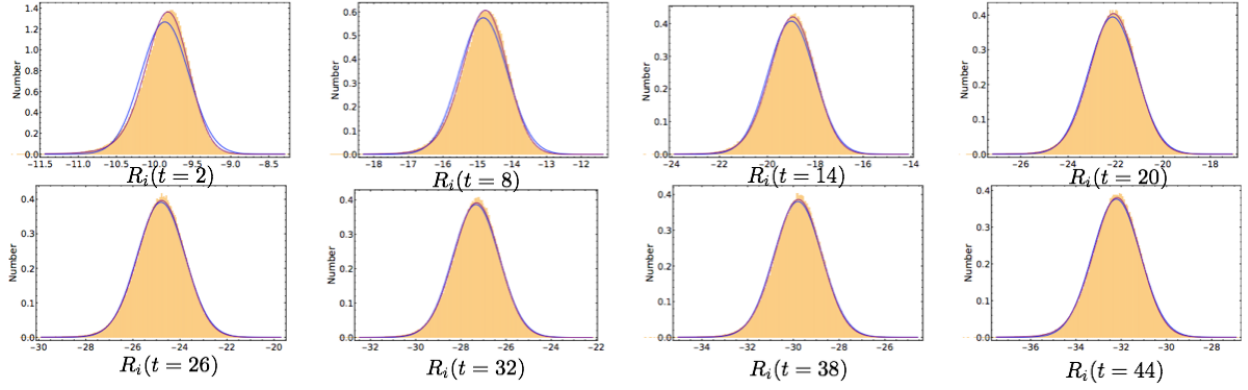 1.4
1.2
1.0
0.8
0.6
0.4
0.2
0.0
Number
−11.5 −11.0 −10.5 −10.0 −9.5 −9.0 −8.5
R_i(t = 2)
0.6
0.5
0.4
0.3
0.2
0.1
0.0
Number
−18 −17 −16 −15 −14 −13 −12
R_i(t = 8)
0.4
0.3
0.2
0.1
0.0
Number
−24 −22 −20 −18 −16 −14
R_i(t = 14)
0.4
0.3
0.2
0.1
0.0
Number
−26 −24 −22 −20 −18
R_i(t = 20)
0.4
0.3
0.2
0.1
0.0
Number
−30 −28 −26 −24 −22 −20
R_i(t = 26)
0.4
0.3
0.2
0.1
0.0
Number
−32 −30 −28 −26 −24 −22
R_i(t = 32)
0.4
0.3
0.2
0.1
0.0
Number
−34 −32 −30 −28 −26
R_i(t = 38)
0.4
0.3
0.2
0.1
0.0
Number
−36 −34 −32 −30 −28
R_i(t = 44)